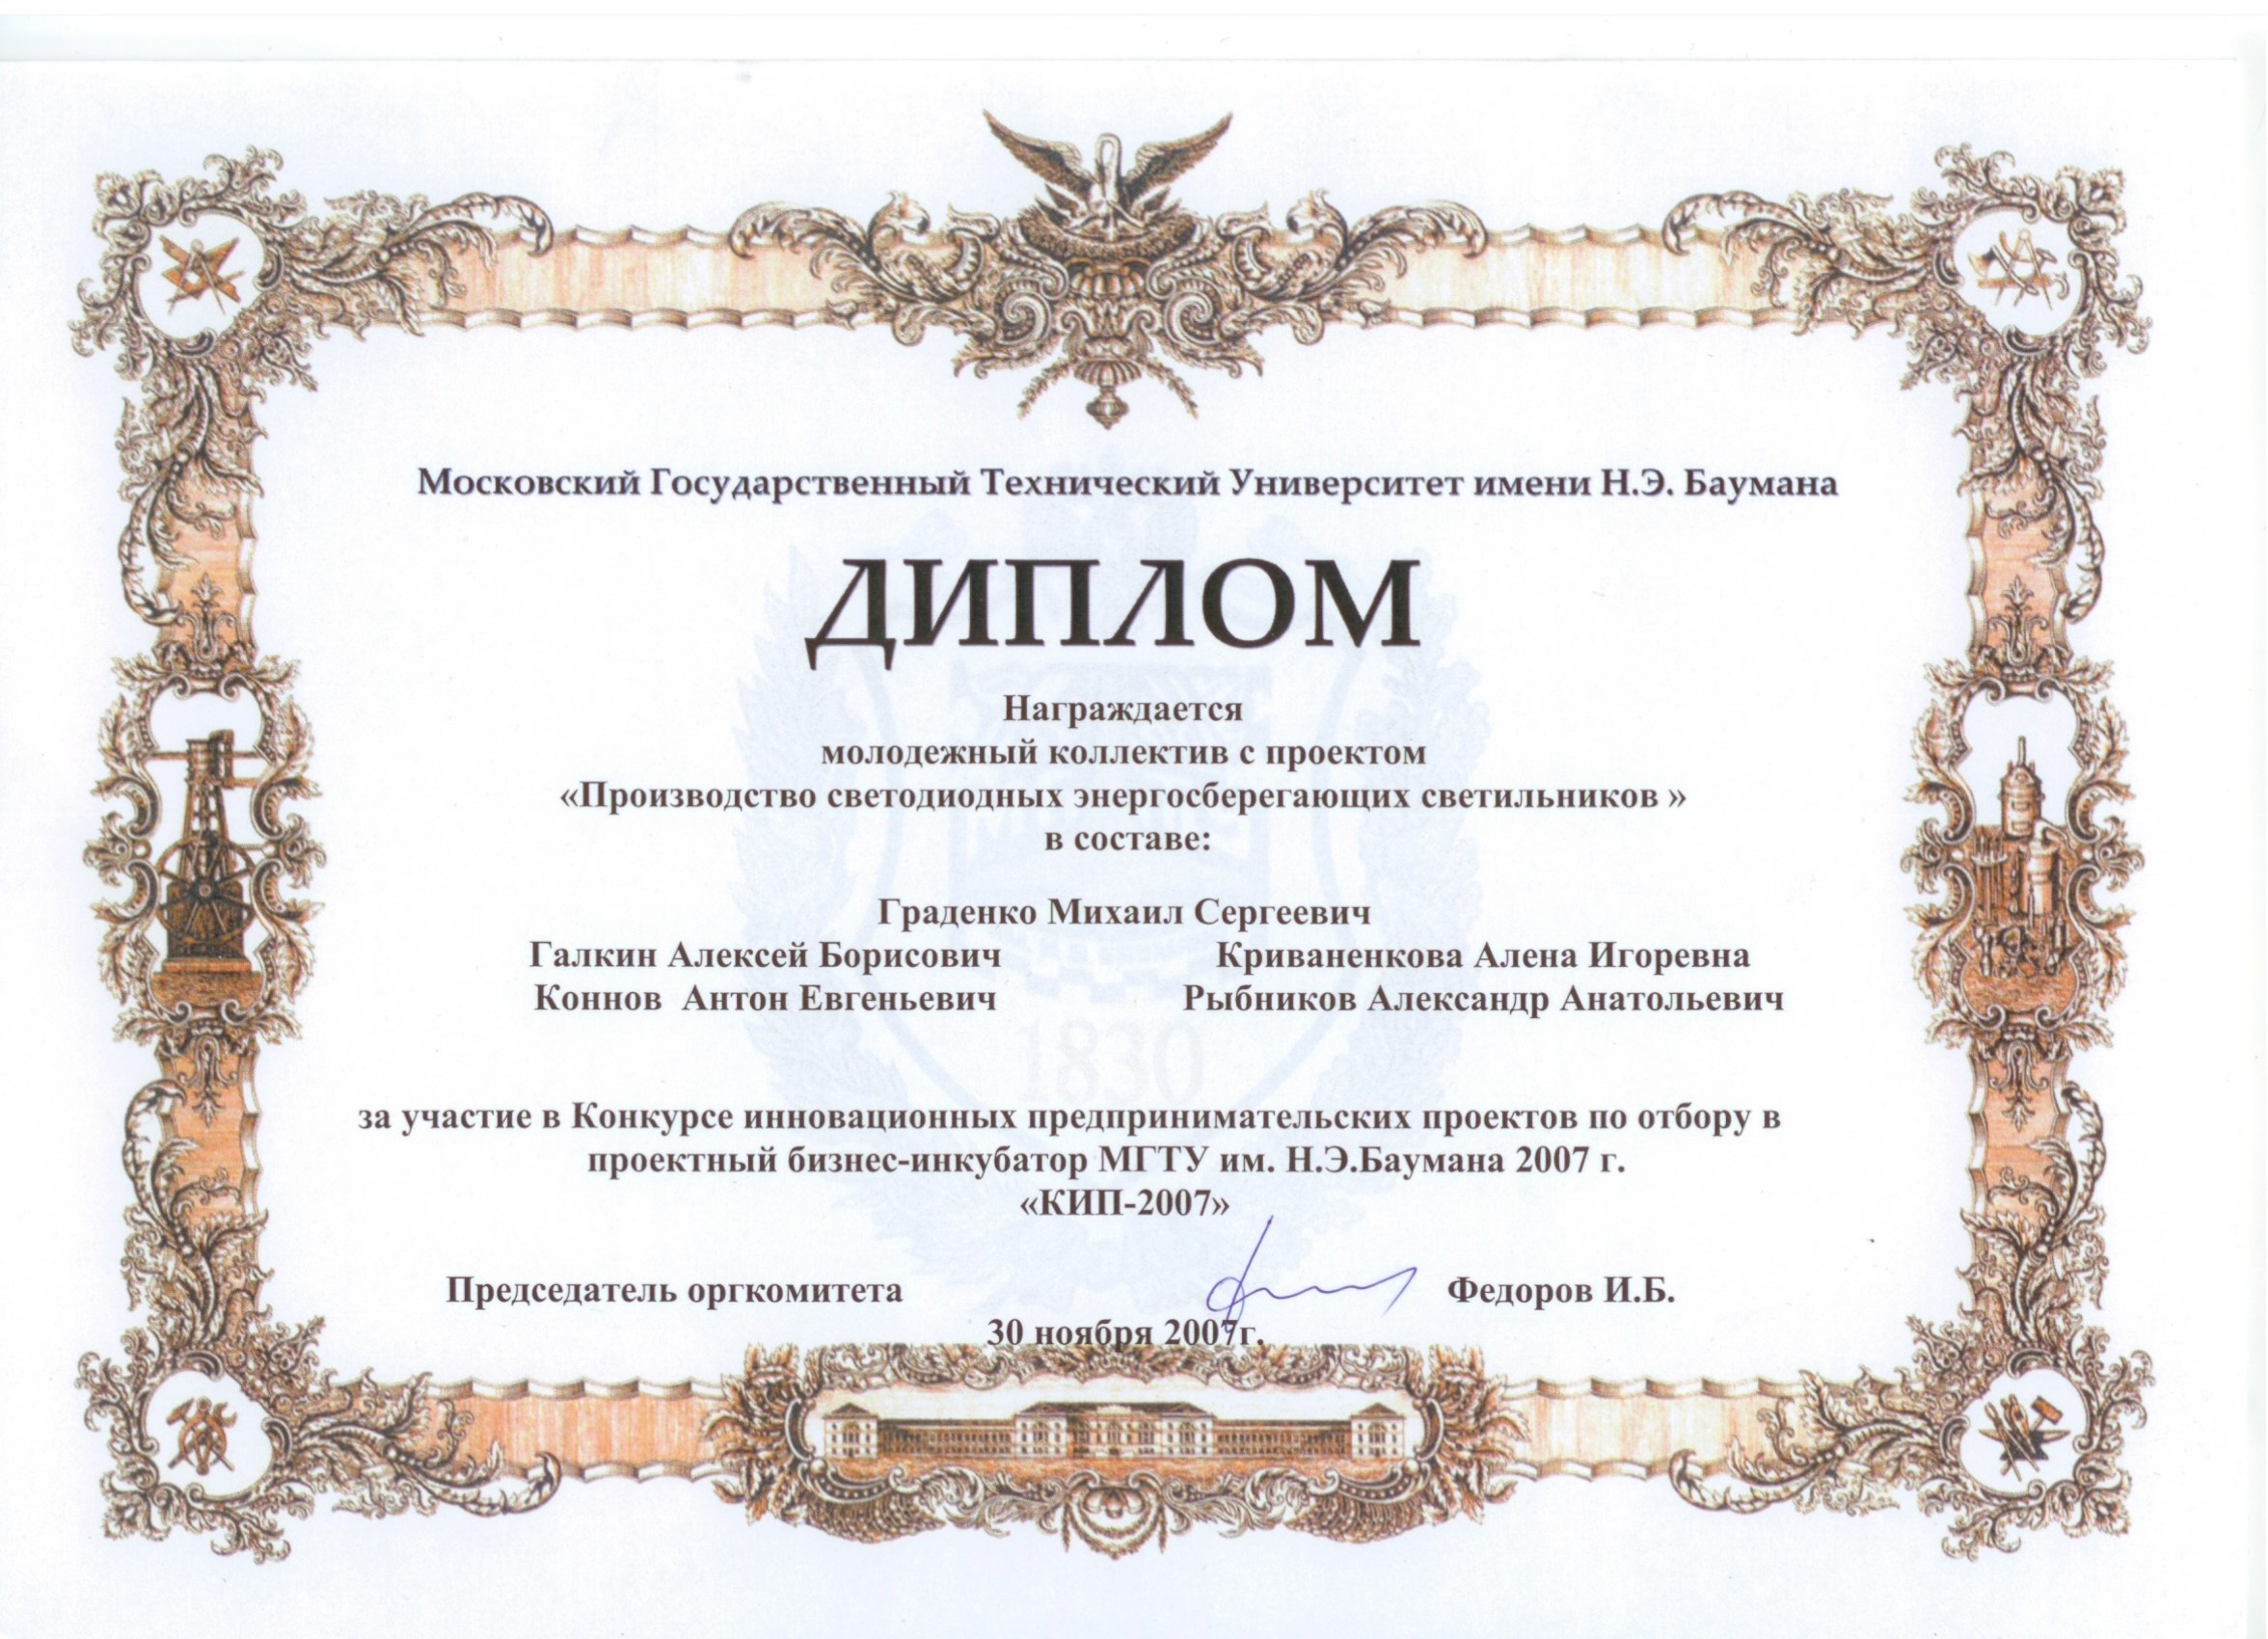 Московский Государственный Технический Университет имени Н.Э. Баумана
ДИПЛОМ
Награждается
молодежный коллектив с проектом
«Производство светодиодных энергосберегающих светильников »
в составе:
Граденко Михаил Сергеевич
Галкин Алексей Борисович Криваненкова Алена Игоревна
Коннов Антон Евгеньевич Рыбников Александр Анатольевич
1830
за участие в Конкурсе инновационных предпринимательских проектов по отбору в
проектный бизнес-инкубатор МГТУ им. Н.Э.Баумана 2007 г.
«КИП-2007»
Председатель оргкомитета Федоров И.Б.
30 ноября 2007г.